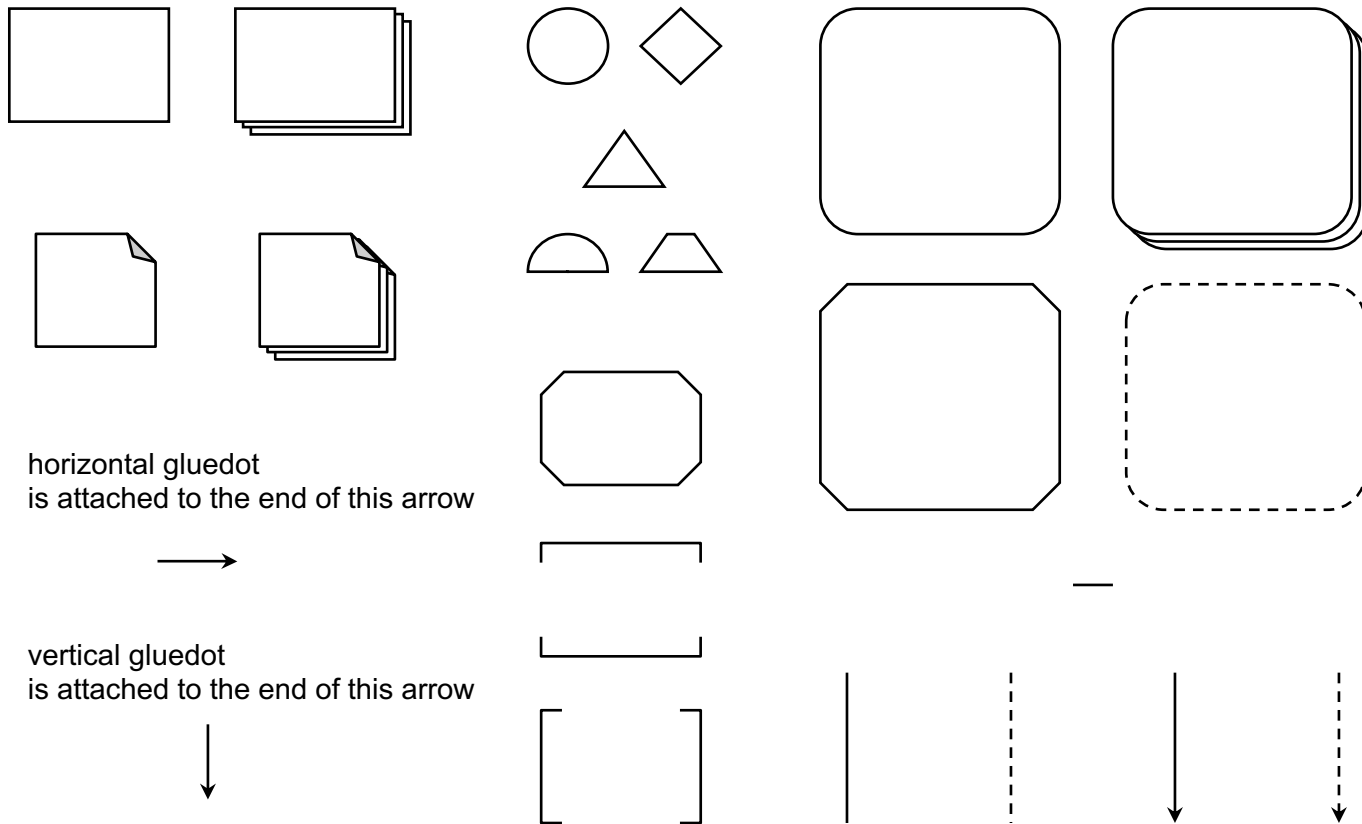 horizontal gluedot
is attached to the end of this arrow
vertical gluedot
is attached to the end of this arrow